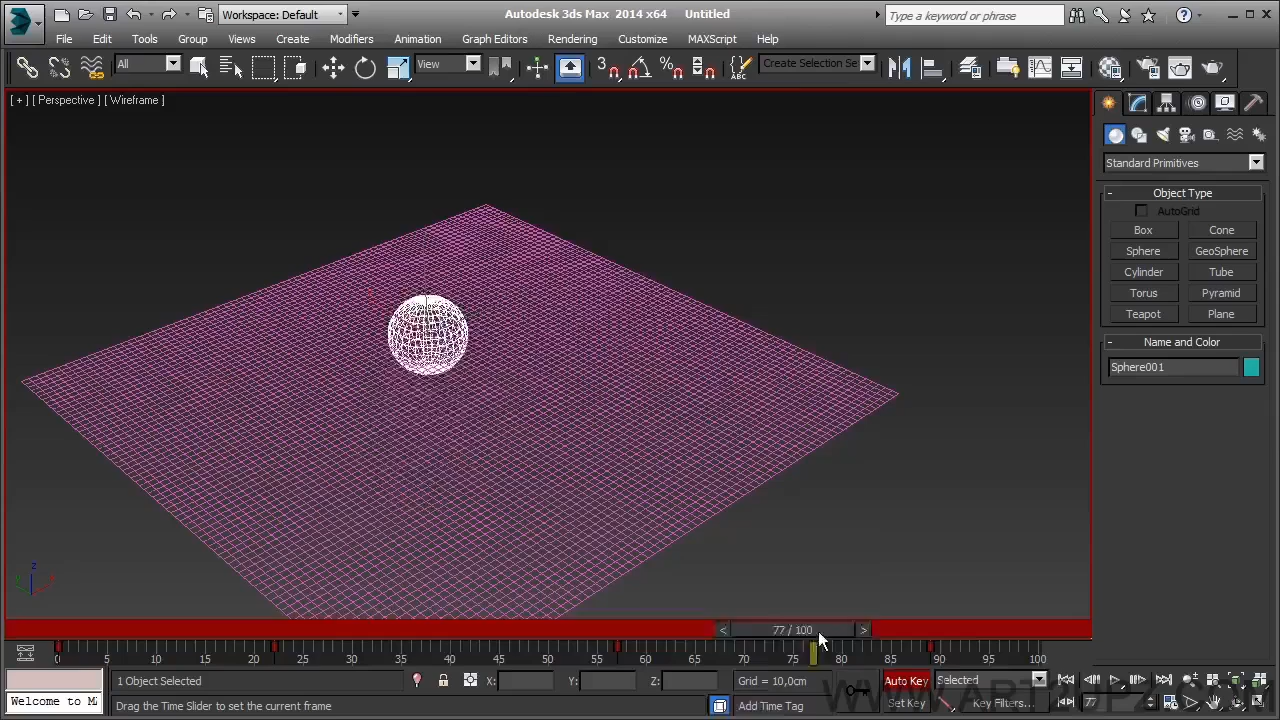 Workspace: Default
Autodesk 3ds Max 2014 x64 Untitled
Type a keyword or phrase
File Edit Tools Group Views Create Modifiers Animation Graph Editors Rendering Customize MAXScript Help
All View Create Selection Se
[ + ] [ Perspective ] [ Wireframe ]
Standard Primitives
- Object Type
AutoGrid
Box Cone
Sphere GeoSphere
Cylinder Tube
Torus Pyramid
Teapot Plane
- Name and Color
Sphere001
z
< 77 / 100 >
0 5 10 15 20 25 30 35 40 45 50 55 60 65 70 75 80 85 90 95 100
1 Object Selected X: Y: Z: Grid = 10,0cm Auto Key Selected
Welcome to M Drag the Time Slider to set the current frame Add Time Tag Set Key Key Filters... 77